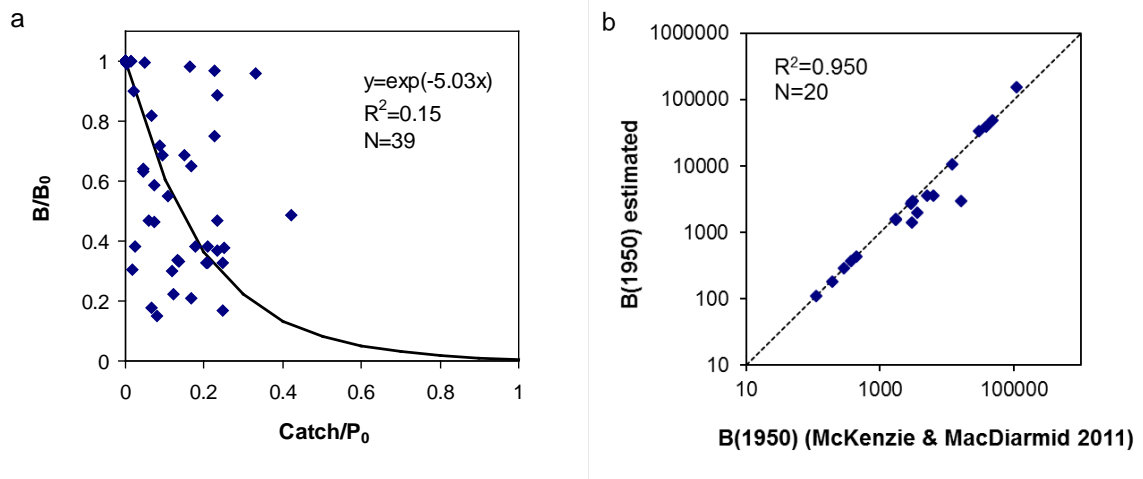 a
1
0.8
0.6
0.4
0.2
0
B/B₀
y=exp(-5.03x)
R²=0.15
N=39
0 0.2 0.4 0.6 0.8 1
Catch/P₀
b
1000000
100000
10000
1000
100
10
B(1950) estimated
R²=0.950
N=20
10 1000 100000
B(1950) (McKenzie & MacDiarmid 2011)